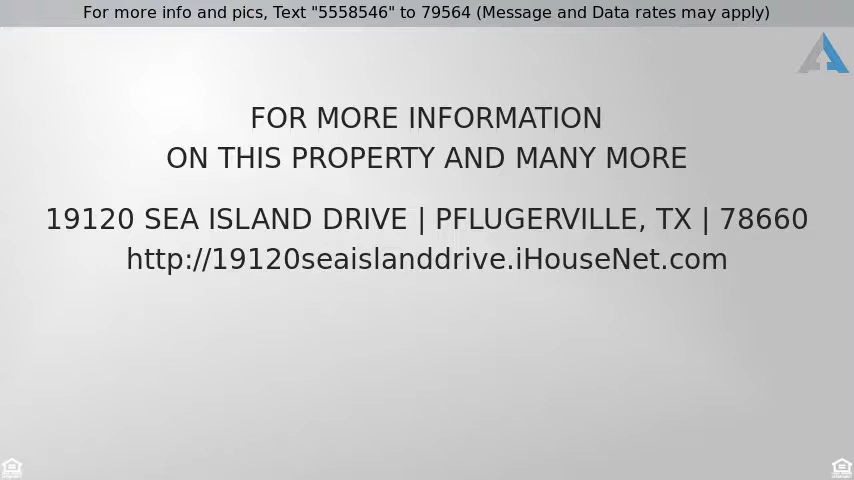 For more info and pics, Text "5558546" to 79564 (Message and Data rates may apply)
FOR MORE INFORMATION
ON THIS PROPERTY AND MANY MORE
19120 SEA ISLAND DRIVE | PFLUGERVILLE, TX | 78660
http://19120seaislanddrive.iHouseNet.com